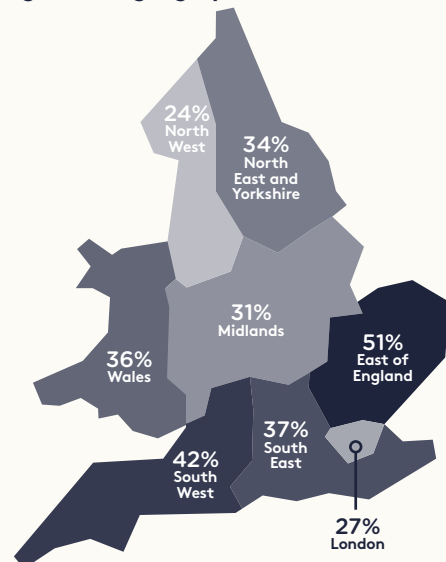 24%
North
West
34%
North
East and
Yorkshire
31%
Midlands
51%
East of
England
36%
Wales
37%
South
East
42%
South
West
27%
London